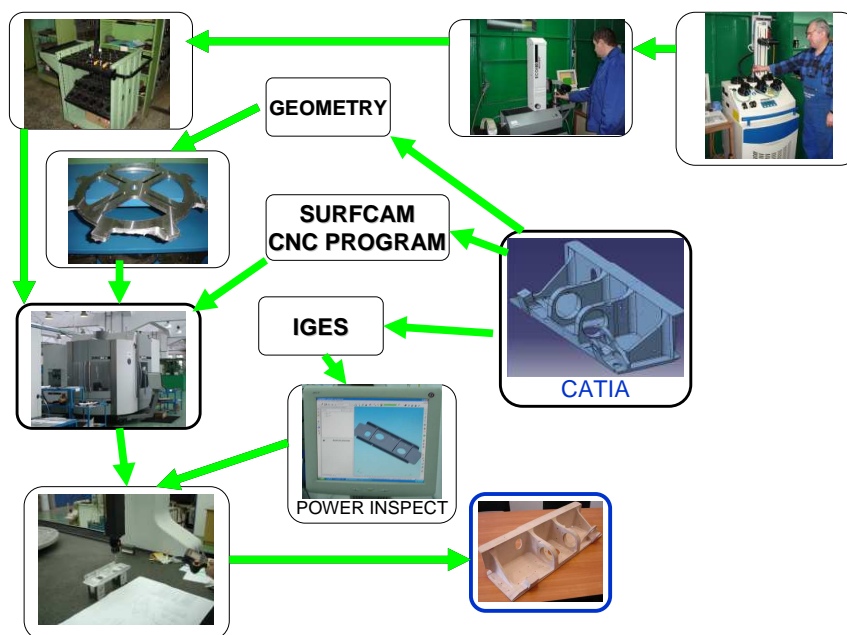 GEOMETRY
SURFCAM
CNC PROGRAM
IGES
CATIA
POWER INSPECT